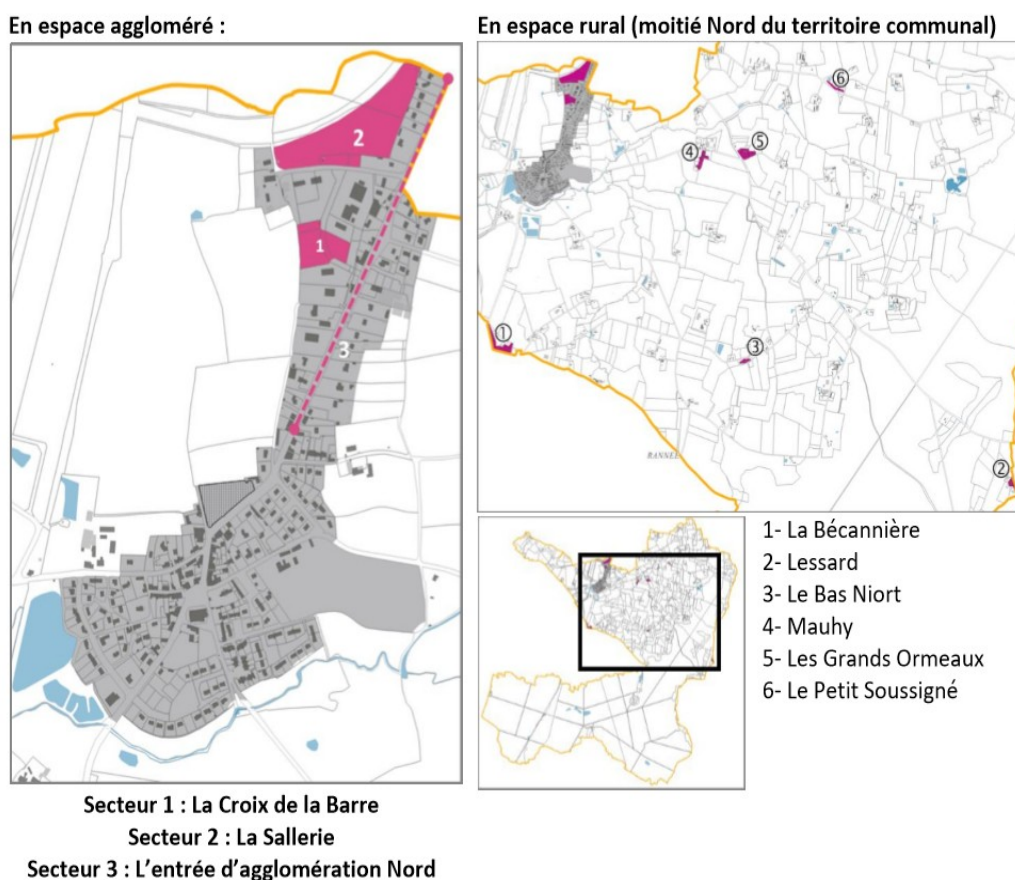 En espace aggloméré :
2
1
3
Secteur 1 : La Croix de la Barre
Secteur 2 : La Sallerie
Secteur 3 : L'entrée d'agglomération Nord
En espace rural (moitié Nord du territoire communal)
6
4
5
1
3
2
1- La Bécannière
2- Lessard
3- Le Bas Niort
4- Mauhy
5- Les Grands Ormeaux
6- Le Petit Soussigné